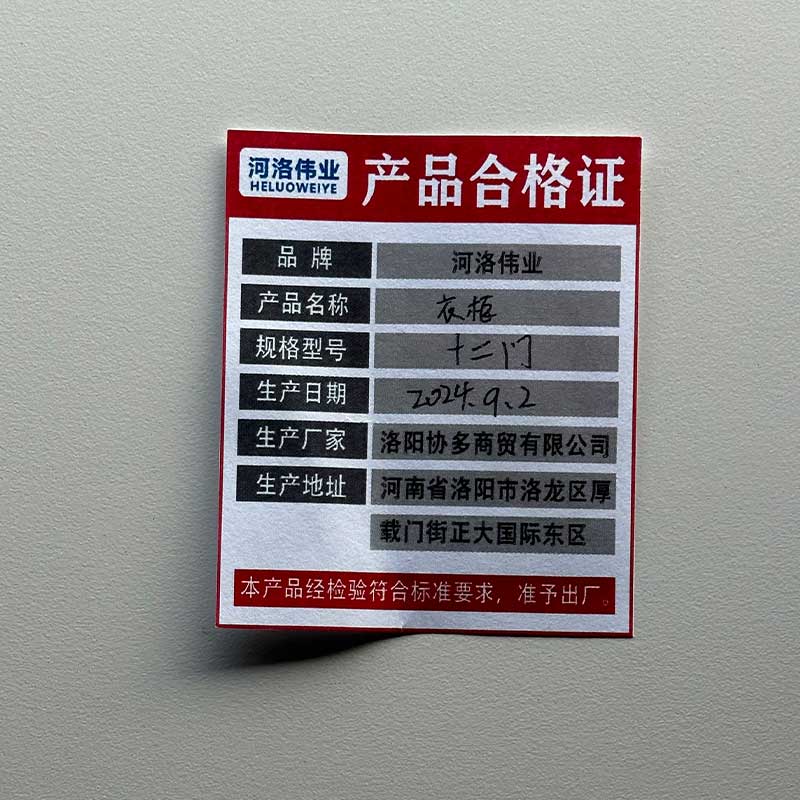 河洛伟业 产品合格证
HELUOWEIYE
品牌 河洛伟业
产品名称 衣柜
规格型号 十二门
生产日期 2024.9.2
生产厂家 洛阳协多商贸有限公司
生产地址 河南省洛阳市洛龙区厚
载门街正大国际东区
本产品经检验符合标准要求，准予出厂。